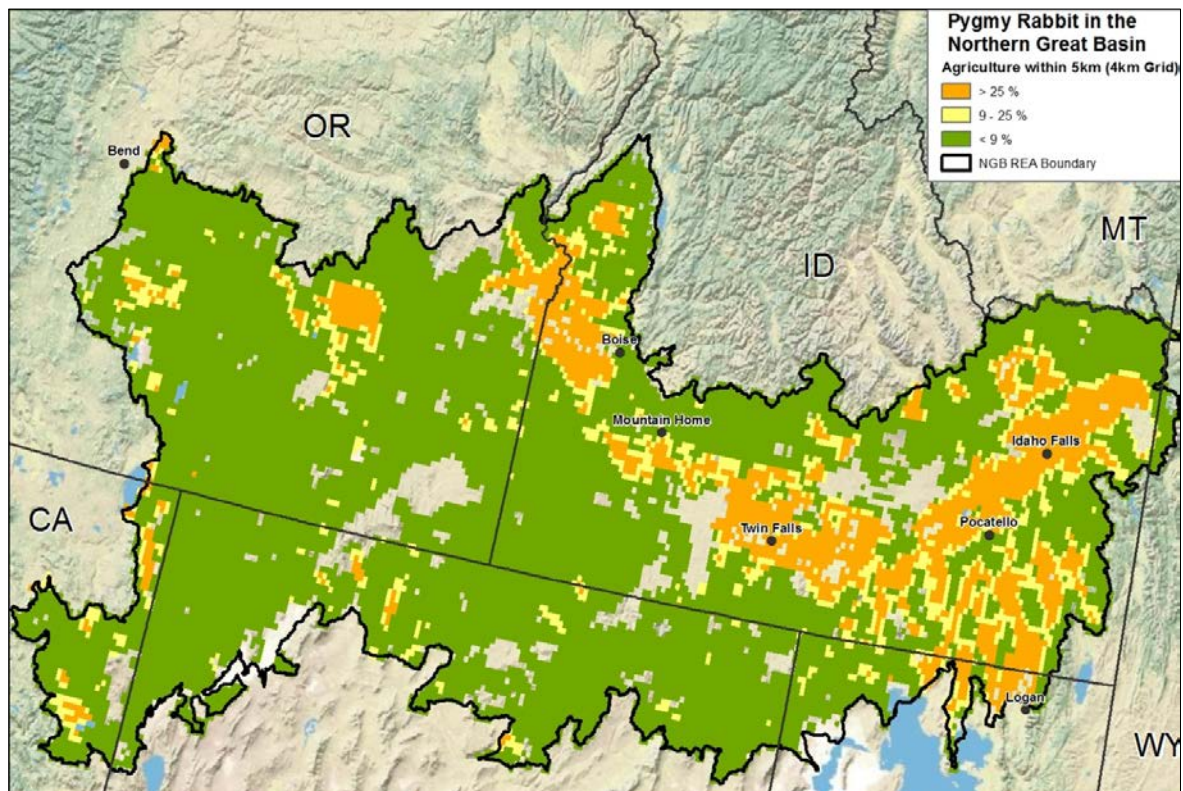 Pygmy Rabbit in the
Northern Great Basin
Agriculture within 5km (4km Grid)
> 25 %
9 - 25 %
< 9 %
NGB REA Boundary
OR
Bend
MT
ID
Boise
Mountain Home
Idaho Falls
CA
Twin Falls
Pocatello
Logan
WY